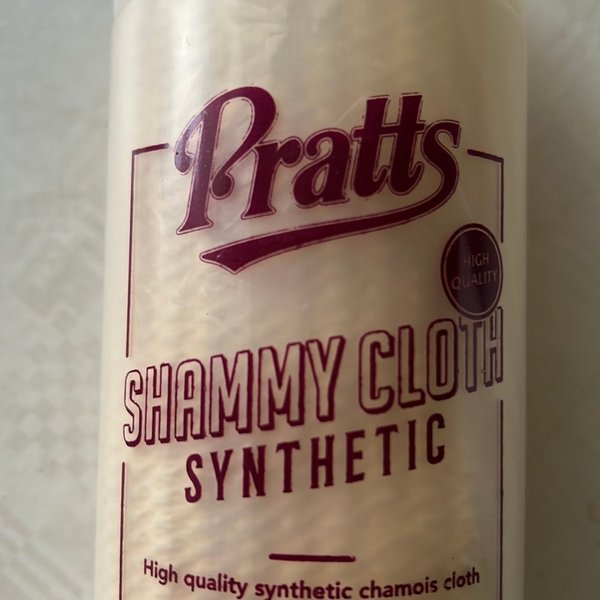 Pratts
HIGH
QUALITY
SHAMMY CLOTH
SYNTHETIC
High quality synthetic chamois cloth